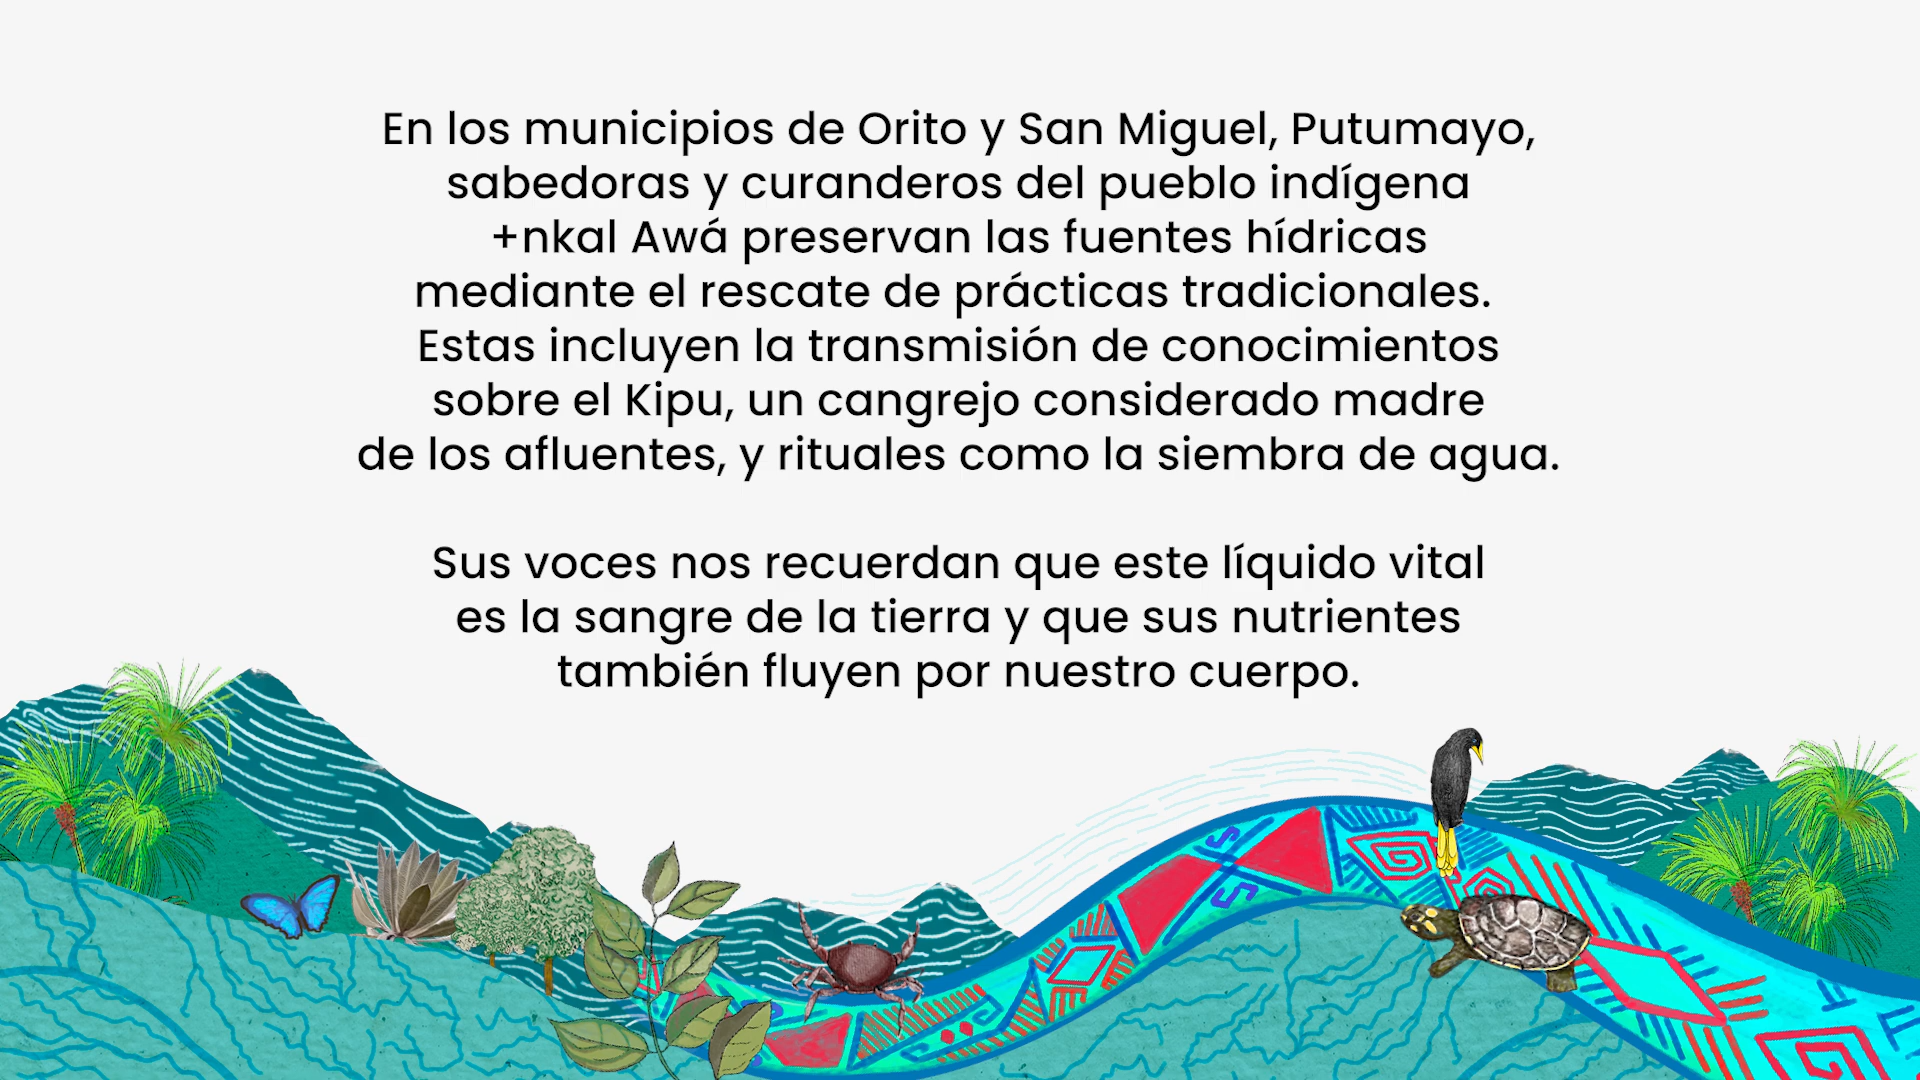 En los municipios de Orito y San Miguel, Putumayo,
sabedoras y curanderos del pueblo indígena
+nkal Awá preservan las fuentes hídricas
mediante el rescate de prácticas tradicionales.
Estas incluyen la transmisión de conocimientos
sobre el Kipu, un cangrejo considerado madre
de los afluentes, y rituales como la siembra de agua.
Sus voces nos recuerdan que este líquido vital
es la sangre de la tierra y que sus nutrientes
también fluyen por nuestro cuerpo.